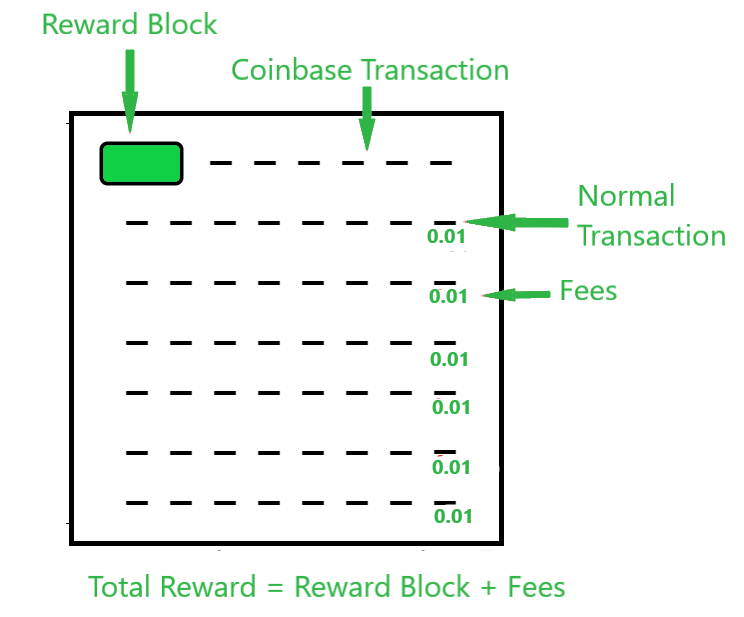 Reward Block
Coinbase Transaction
Normal
Transaction
0.01
Fees
0.01
0.01
0.01
0.01
0.01
Total Reward = Reward Block + Fees